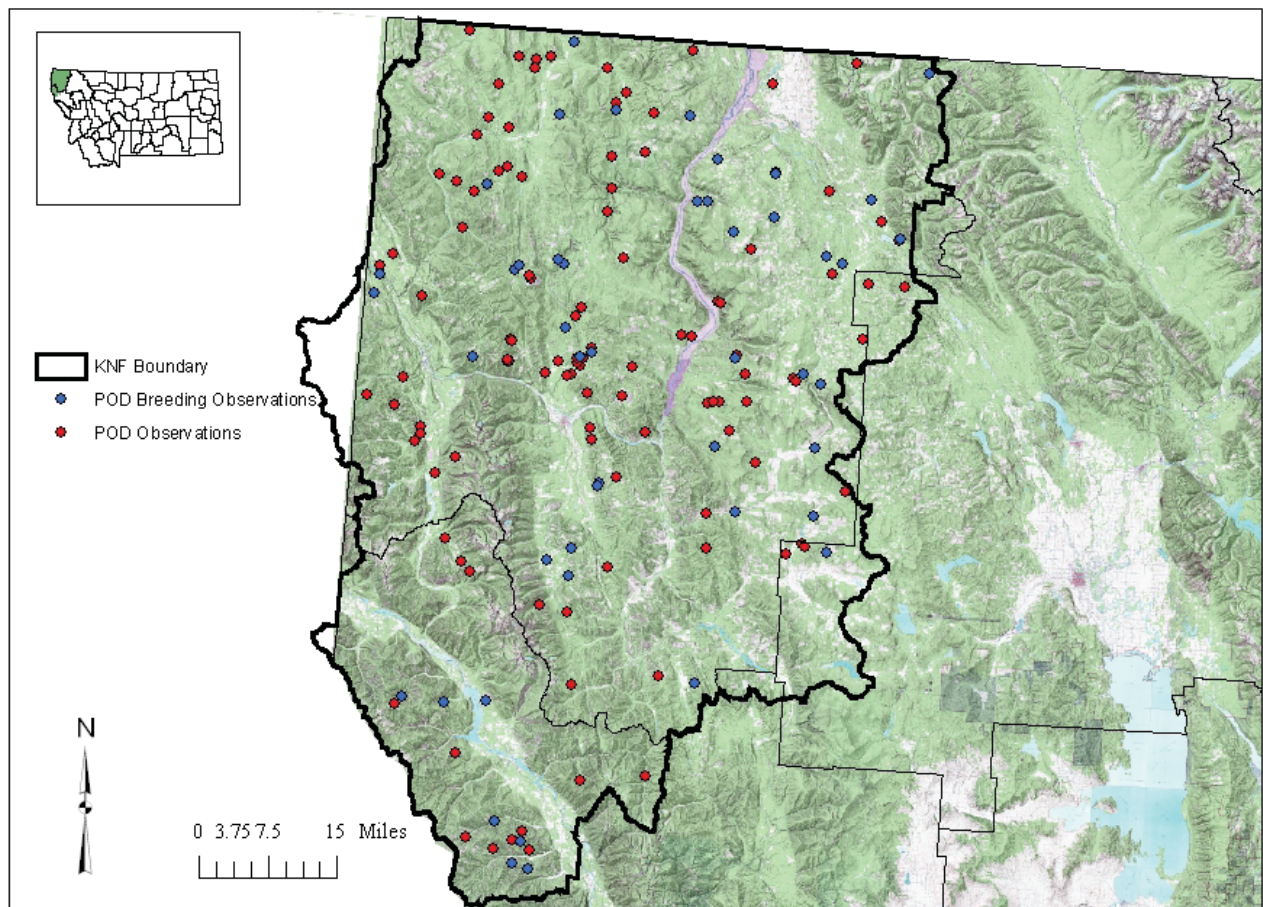 KNF Boundary
POD Breeding Observations
POD Observations
N
0 3.75 7.5 15 Miles